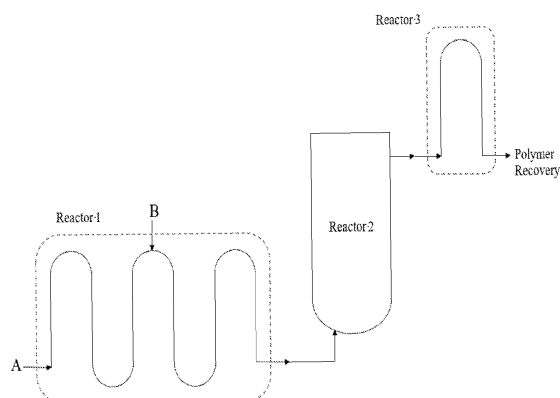 Reactor-3
Polymer
Recovery
B
Reactor-1
Reactor-2
A